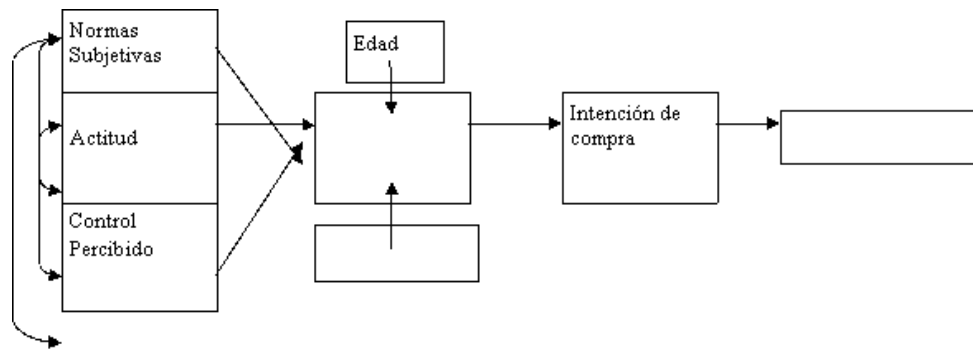 Normas
Subjetivas
Edad
Actitud
Intención de
compra
Control
Percibido